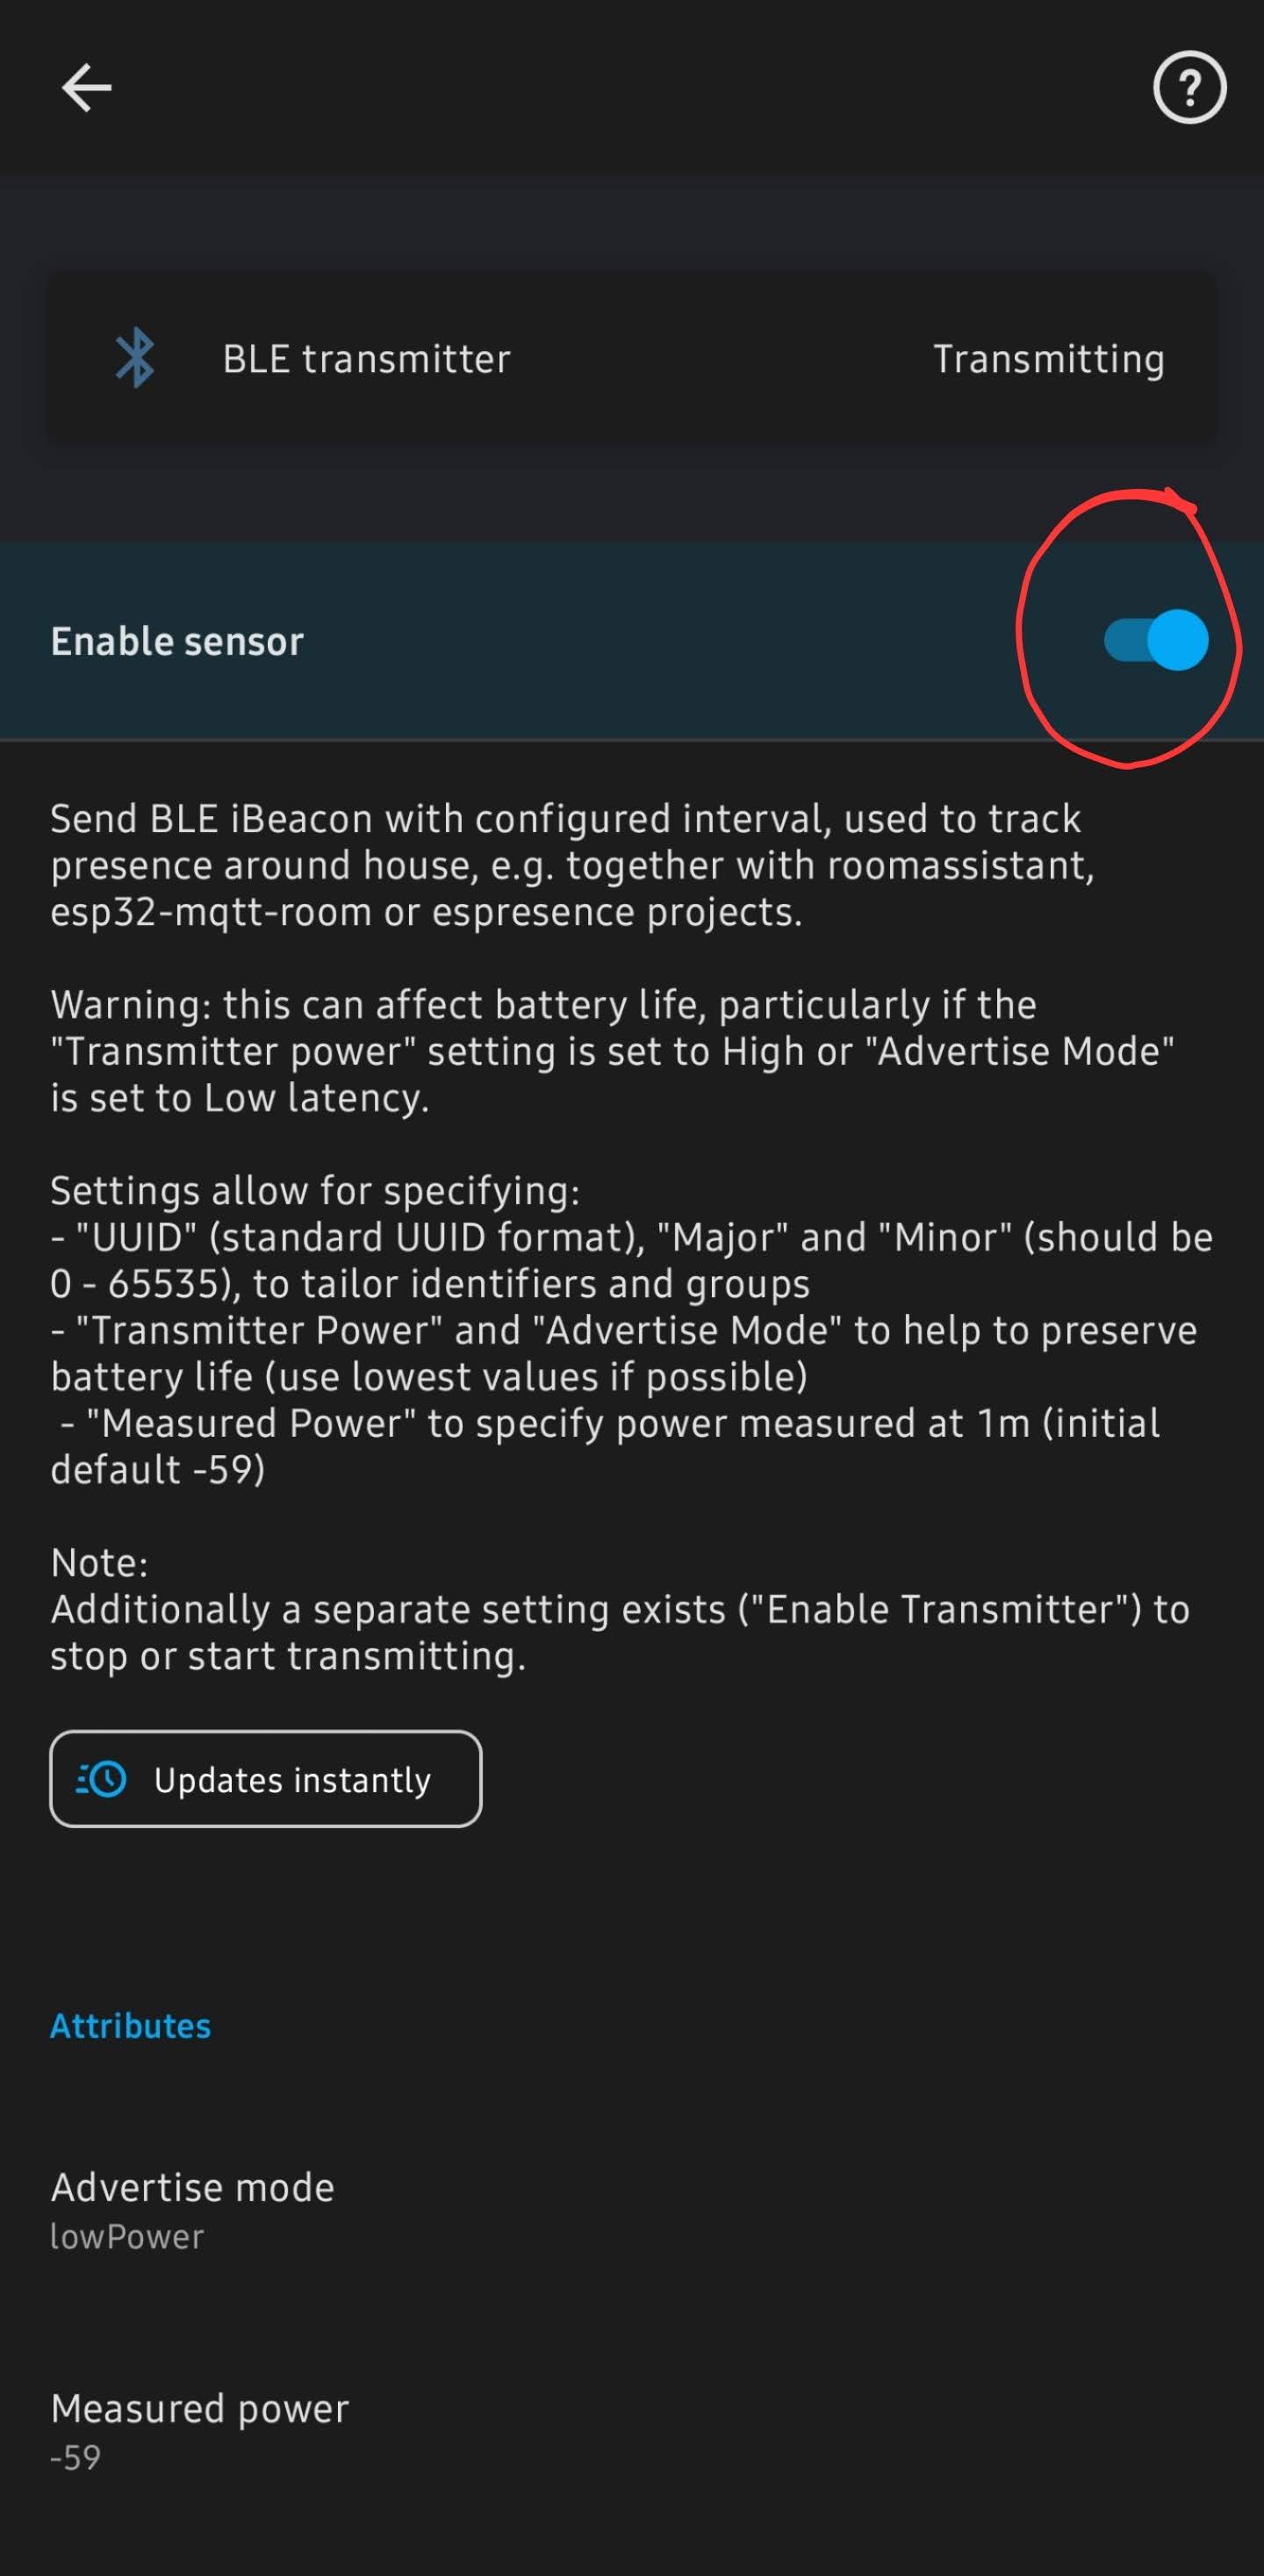 BLE transmitter Transmitting
Enable sensor
Send BLE iBeacon with configured interval, used to track
presence around house, e.g. together with roomassistant,
esp32-mqtt-room or espresence projects.
Warning: this can affect battery life, particularly if the
"Transmitter power" setting is set to High or "Advertise Mode"
is set to Low latency.
Settings allow for specifying:
- "UUID" (standard UUID format), "Major" and "Minor" (should be
0 - 65535), to tailor identifiers and groups
- "Transmitter Power" and "Advertise Mode" to help to preserve
battery life (use lowest values if possible)
- "Measured Power" to specify power measured at 1m (initial
default -59)
Note:
Additionally a separate setting exists ("Enable Transmitter") to
stop or start transmitting.
Updates instantly
Attributes
Advertise mode
lowPower
Measured power
-59